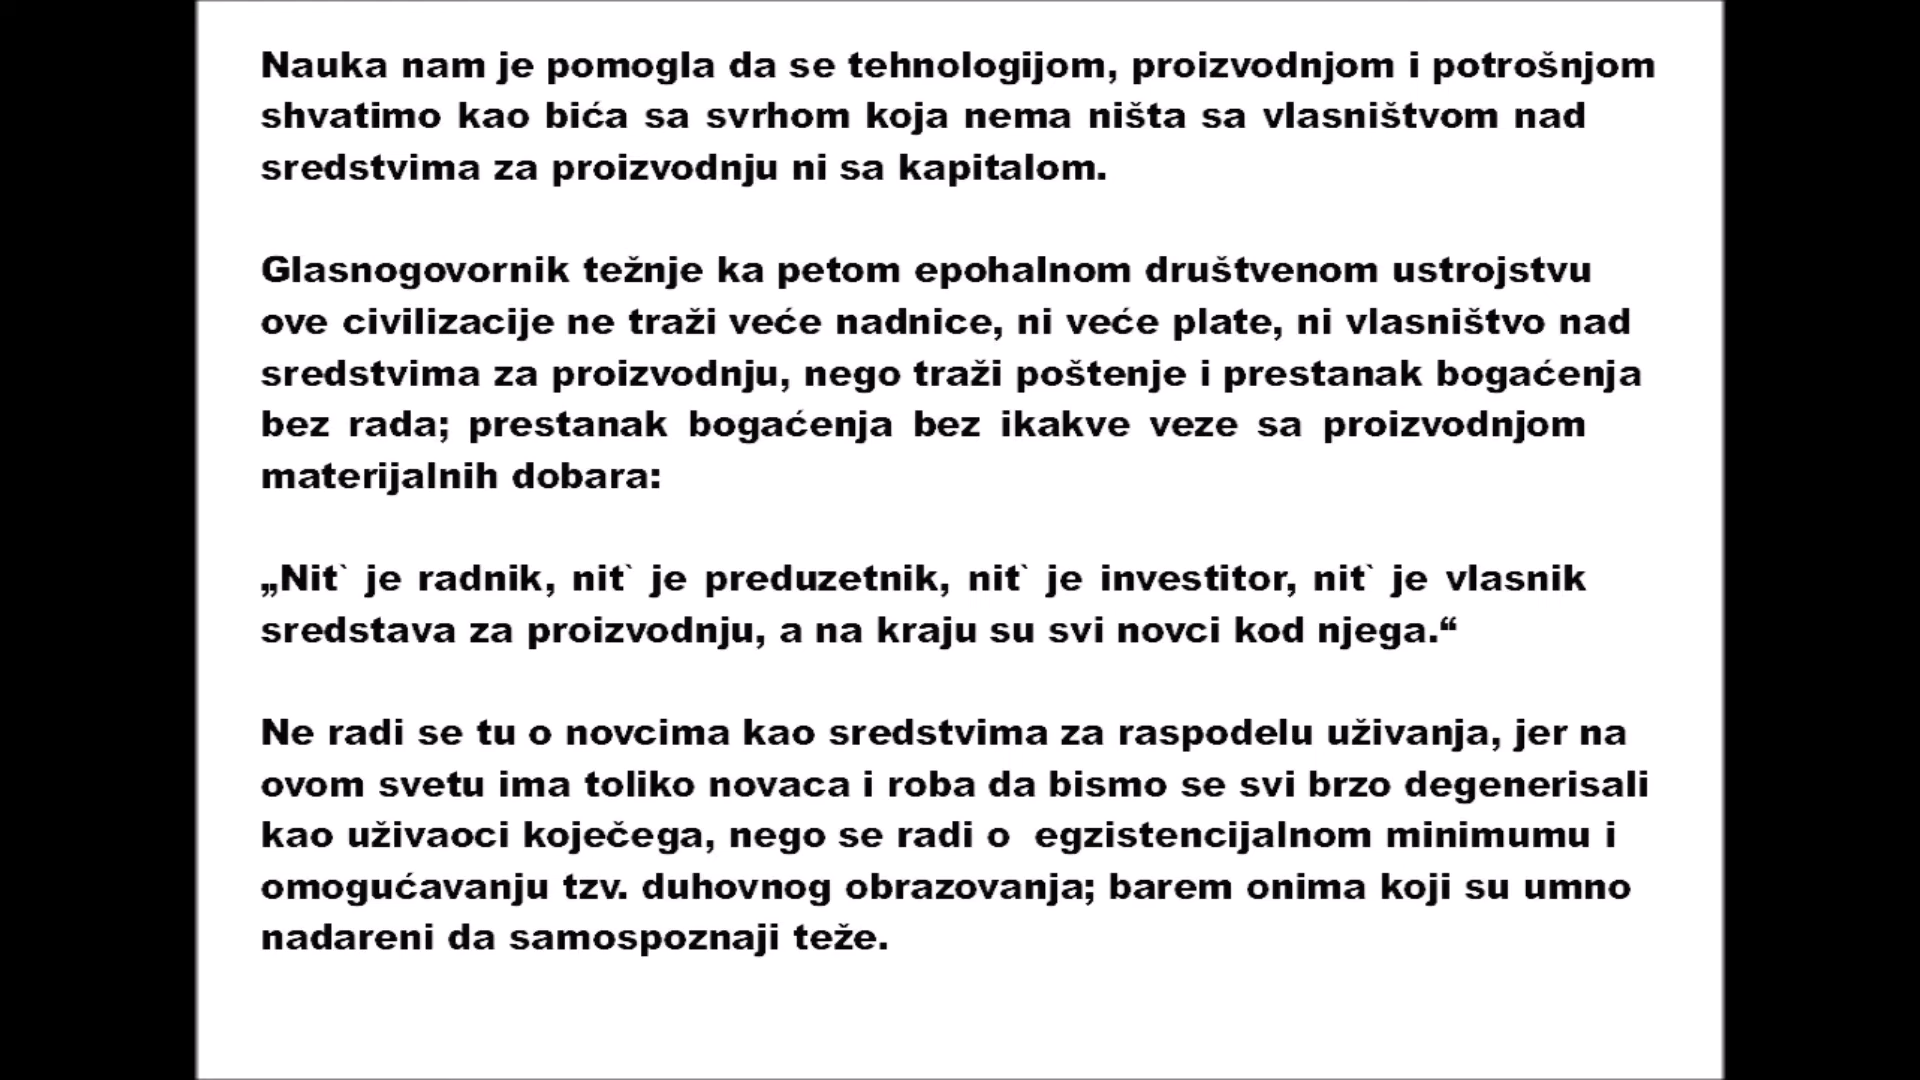 Nauka nam je pomogla da se tehnologijom, proizvodnjom i potrošnjom
shvatimo kao bića sa svrhom koja nema ništa sa vlasništvom nad
sredstvima za proizvodnju ni sa kapitalom.
Glasnogovornik težnje ka petom epohalnom društvenom ustrojstvu
ove civilizacije ne traži veće nadnice, ni veće plate, ni vlasništvo nad
sredstvima za proizvodnju, nego traži poštenje i prestanak bogaćenja
bez rada; prestanak bogaćenja bez ikakve veze sa proizvodnjom
materijalnih dobara:
„Nit` je radnik, nit` je preduzetnik, nit` je investitor, nit` je vlasnik
sredstava za proizvodnju, a na kraju su svi novci kod njega.“
Ne radi se tu o novcima kao sredstvima za raspodelu uživanja, jer na
ovom svetu ima toliko novaca i roba da bismo se svi brzo degenerisali
kao uživaoci koječega, nego se radi o  egzistencijalnom minimumu i
omogućavanju tzv. duhovnog obrazovanja; barem onima koji su umno
nadareni da samospoznaji teže.